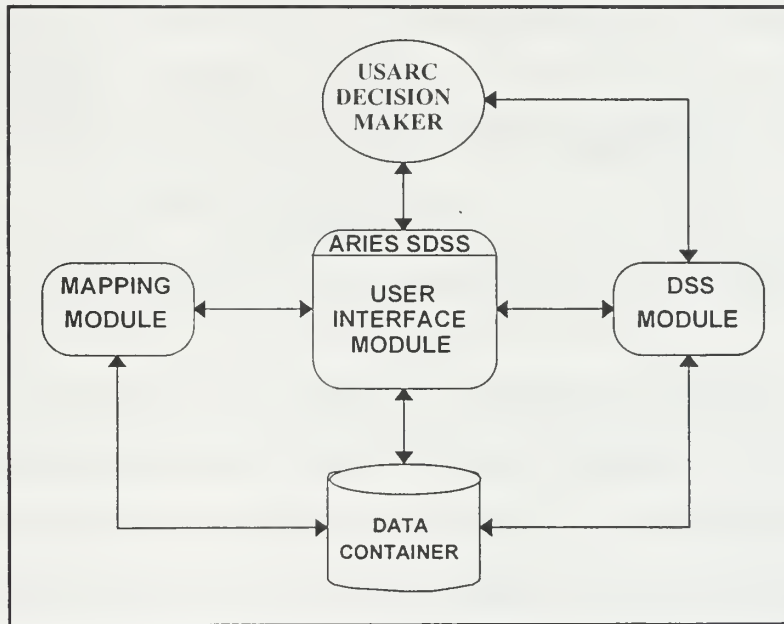 USARC
DECISION
MAKER
ARIES SDSS
USER
INTERFACE
MODULE
MAPPING
MODULE
DSS
MODULE
DATA
CONTAINER